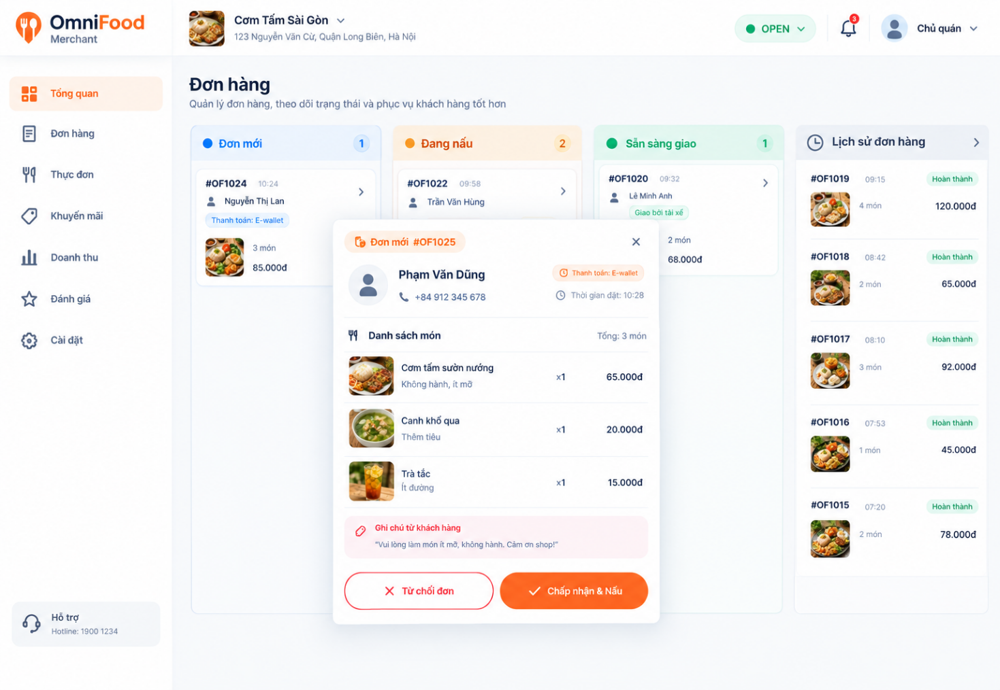 OmniFood
Merchant
Cơm Tấm Sài Gòn
123 Nguyễn Văn Cừ, Quận Long Biên, Hà Nội
OPEN
3
Chủ quán
Tổng quan
Đơn hàng
Thực đơn
Khuyến mãi
Doanh thu
Đánh giá
Cài đặt
Hỗ trợ
Hotline: 1900 1234
Đơn hàng
Quản lý đơn hàng, theo dõi trạng thái và phục vụ khách hàng tốt hơn
Đơn mới 1
#OF1024 10:24
Nguyễn Thị Lan
Thanh toán: E-wallet
3 món
85.000đ
Đang nấu 2
#OF1022 09:58
Trần Văn Hùng
Sẵn sàng giao 1
#OF1020 09:32
Lê Minh Anh
Giao bởi tài xế
2 món
68.000đ
Đơn mới #OF1025
Phạm Văn Dũng
+84 912 345 678
Thanh toán: E-wallet
Thời gian đặt: 10:28
Danh sách món
Tổng: 3 món
Cơm tấm sườn nướng
Không hành, ít mỡ
x1
65.000đ
Canh khổ qua
Thêm tiêu
x1
20.000đ
Trà tắc
Ít đường
x1
15.000đ
Ghi chú từ khách hàng
"Vui lòng làm món ít mỡ, không hành. Cảm ơn shop!"
Từ chối đơn
Chấp nhận & Nấu
Lịch sử đơn hàng
#OF1019 09:15 Hoàn thành
4 món 120.000đ
#OF1018 08:42 Hoàn thành
2 món 65.000đ
#OF1017 08:10 Hoàn thành
3 món 92.000đ
#OF1016 07:53 Hoàn thành
1 món 45.000đ
#OF1015 07:20 Hoàn thành
2 món 78.000đ